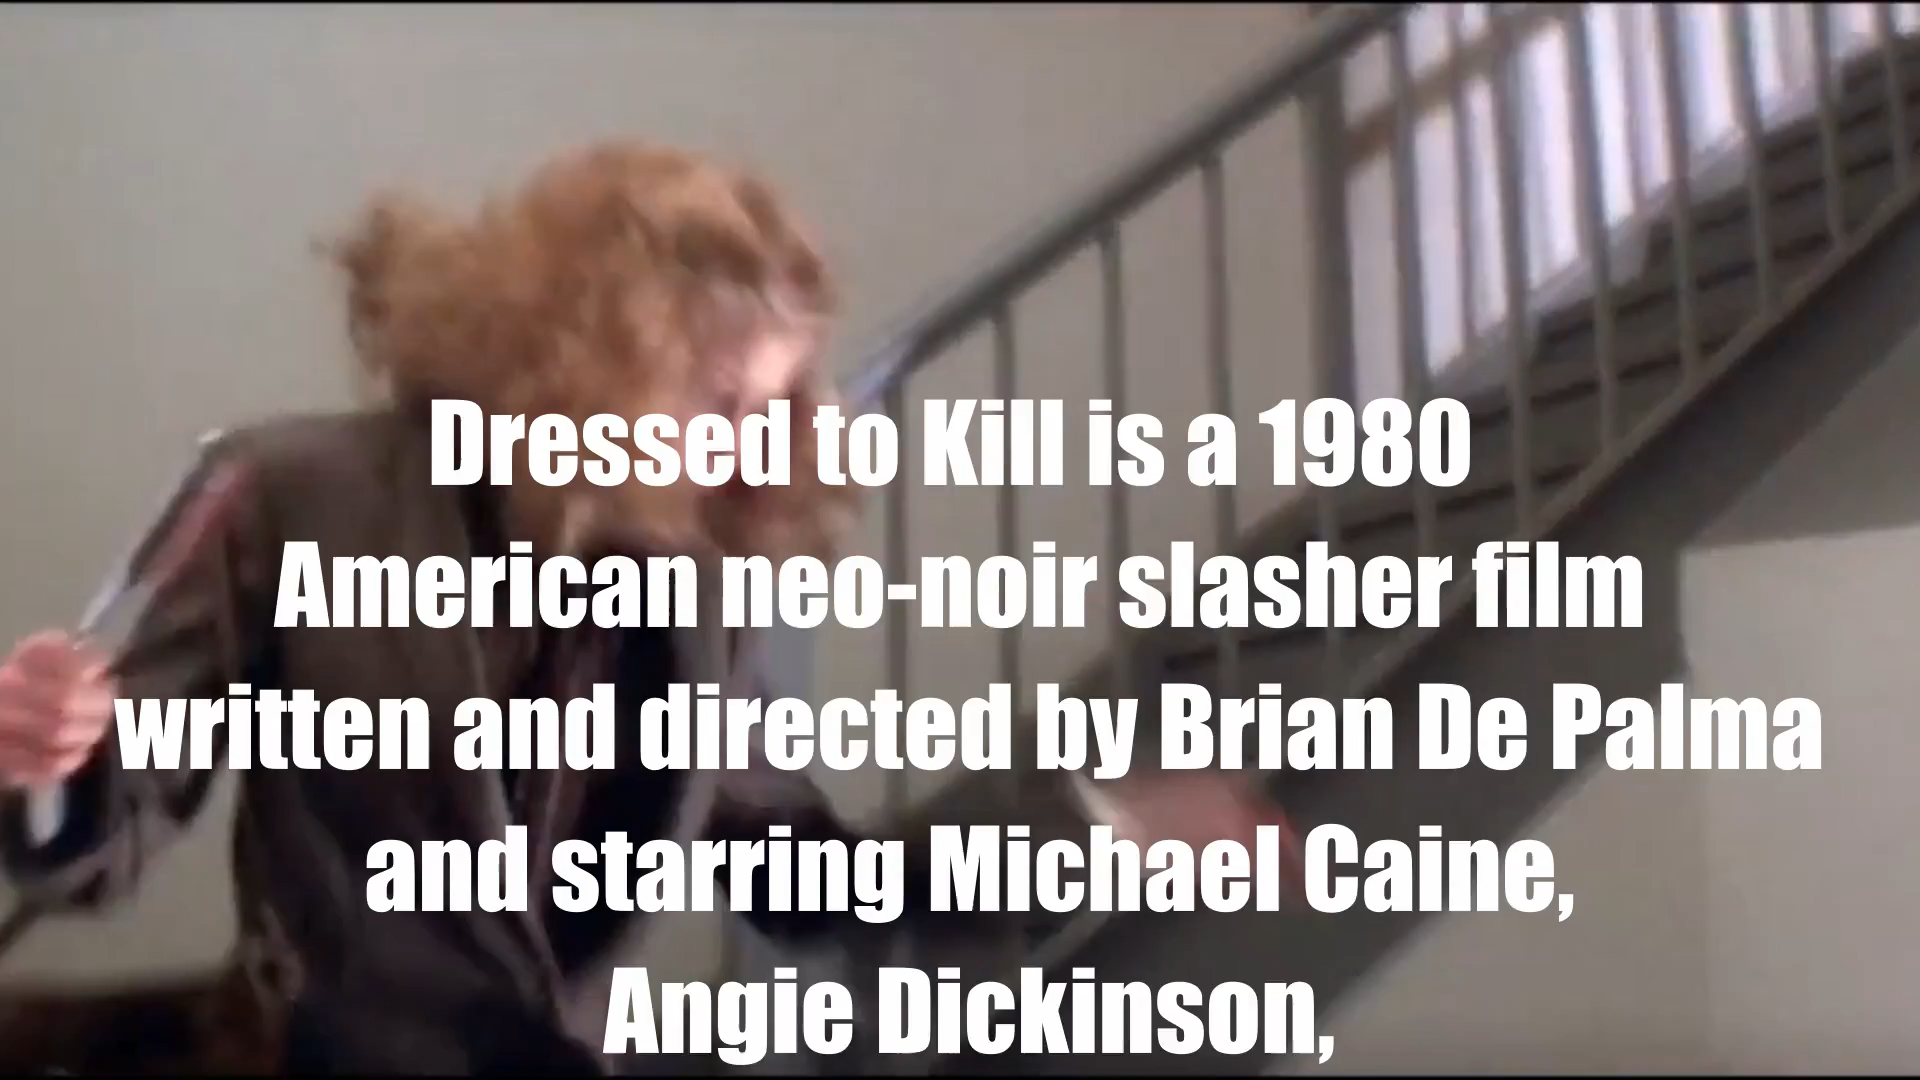 Dressed to Kill is a 1980
American neo-noir slasher film
written and directed by Brian De Palma
and starring Michael Caine,
Angie Dickinson,